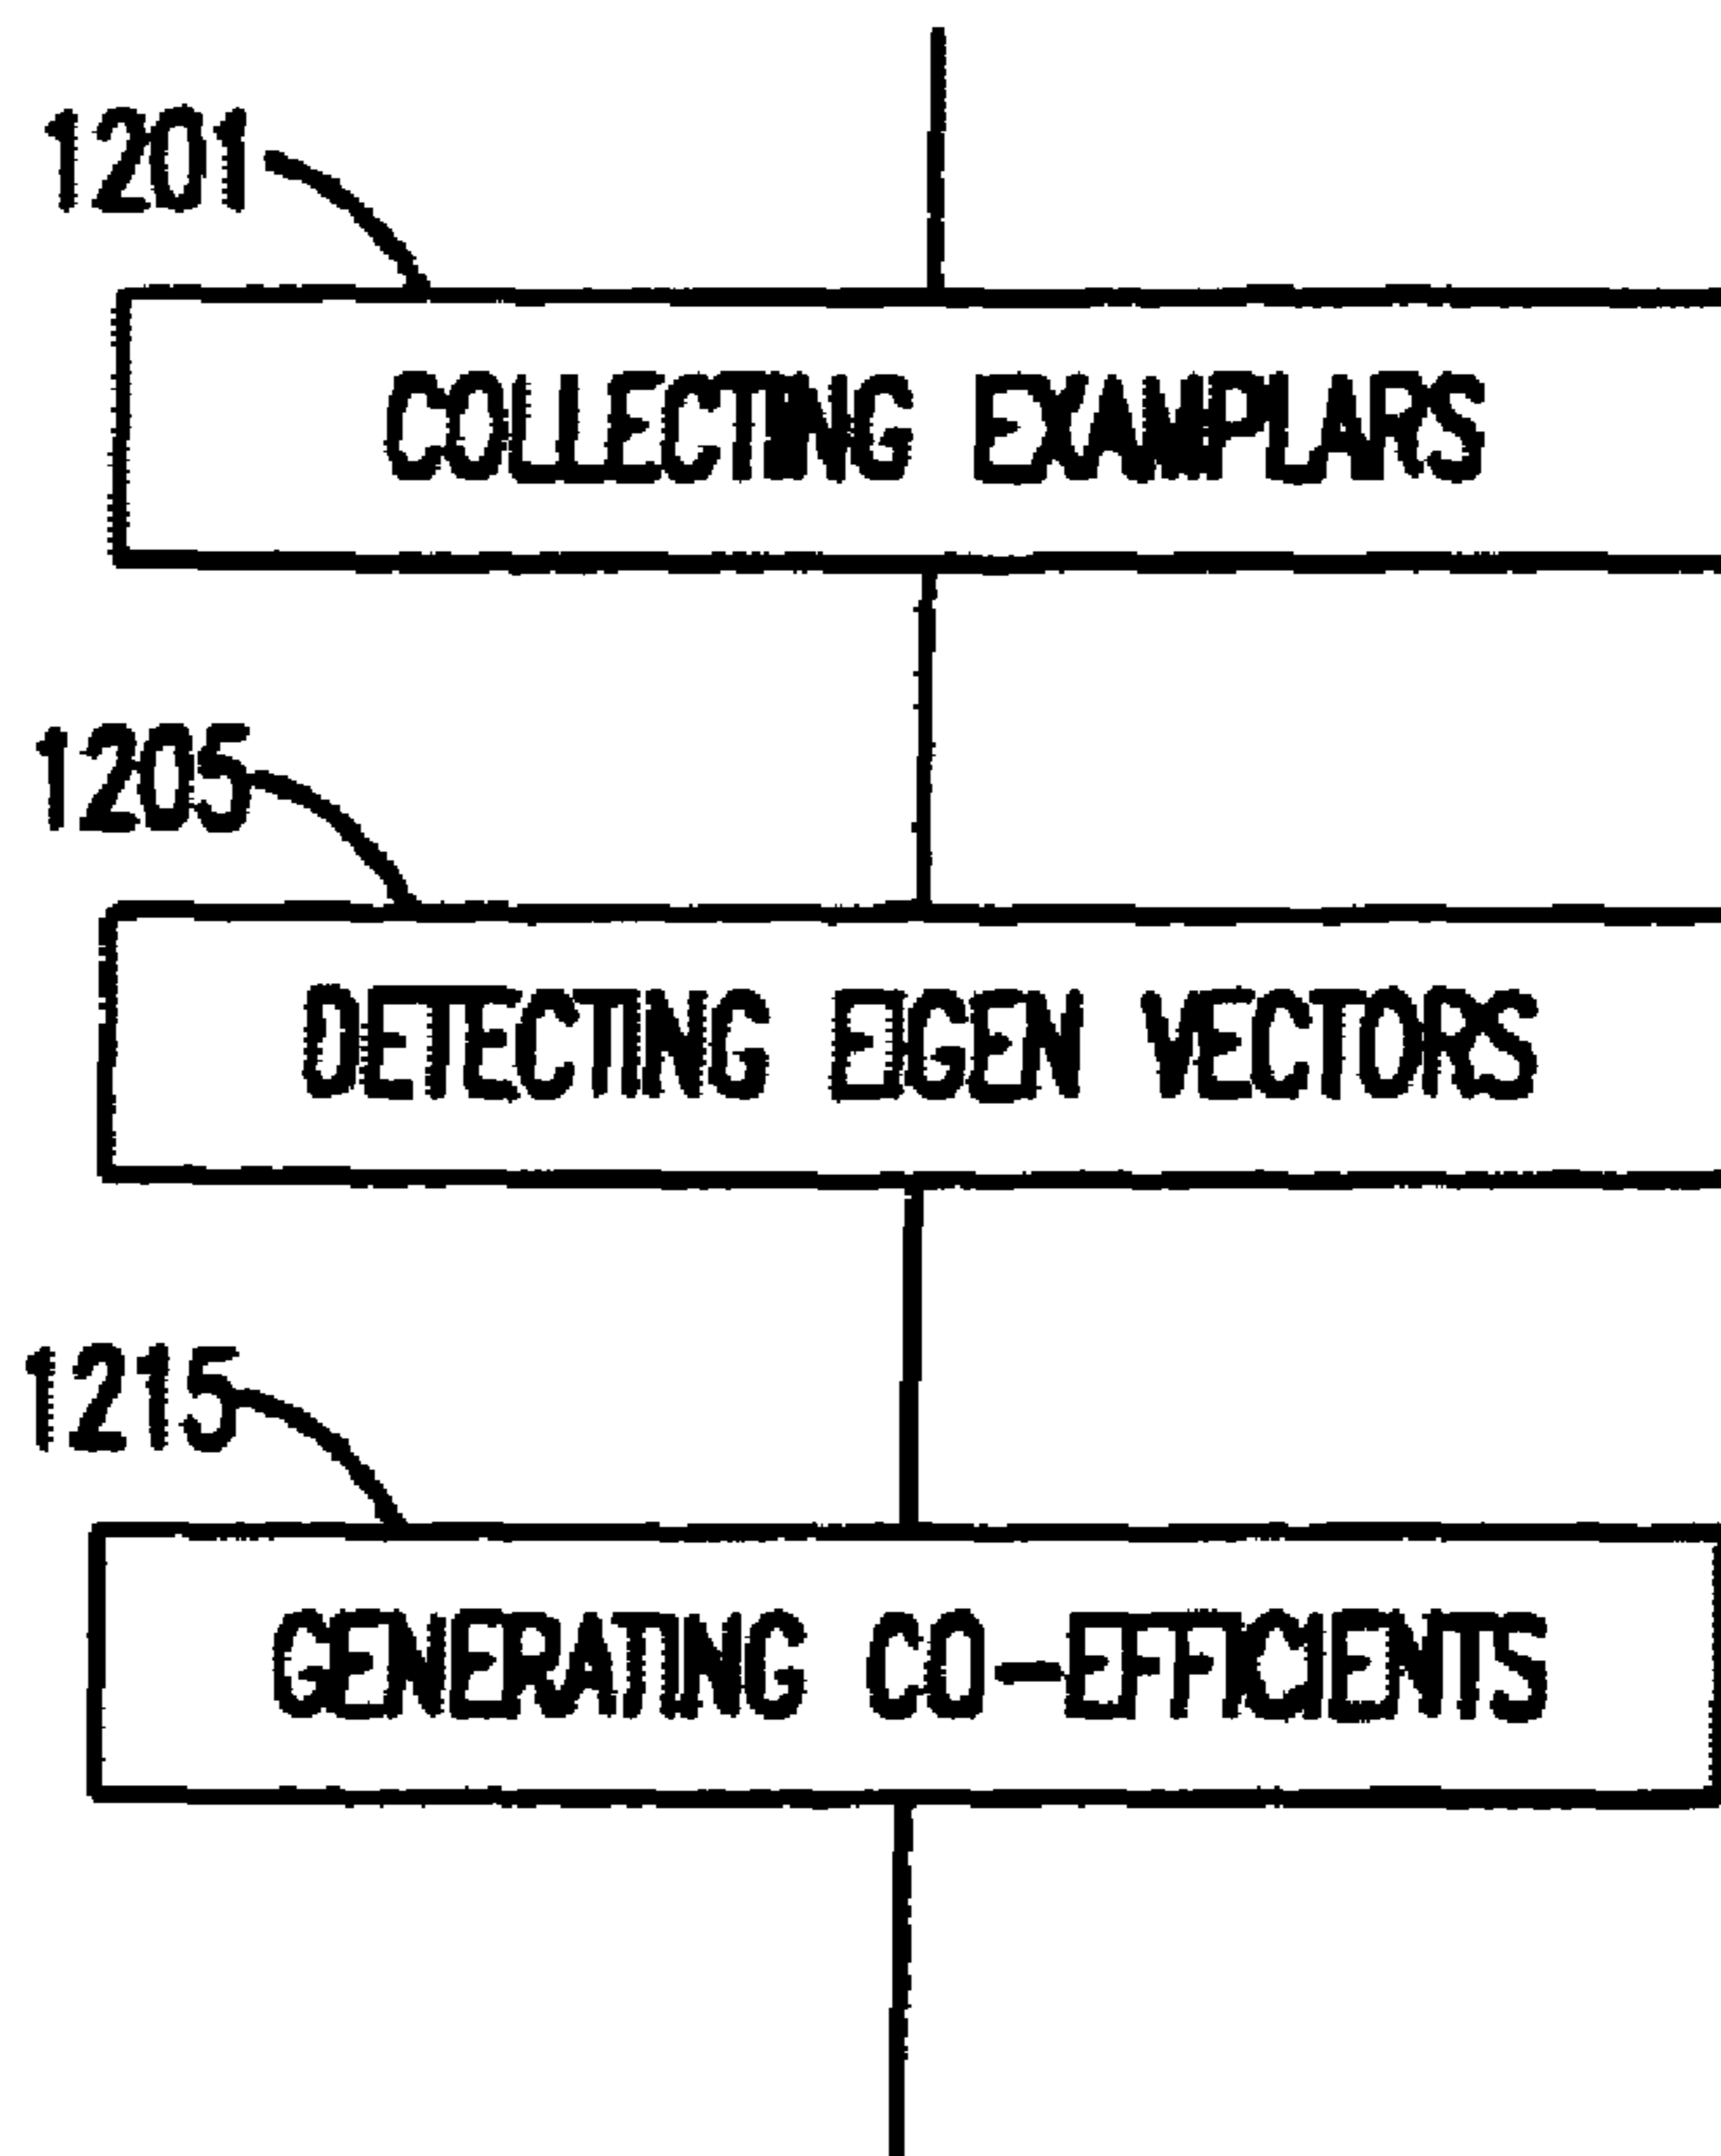 1201
COLLECTING EXAMPLARS
1205
DETECTING EIGEN VECTORS
1215
GENERATING CO-EFFICIENTS